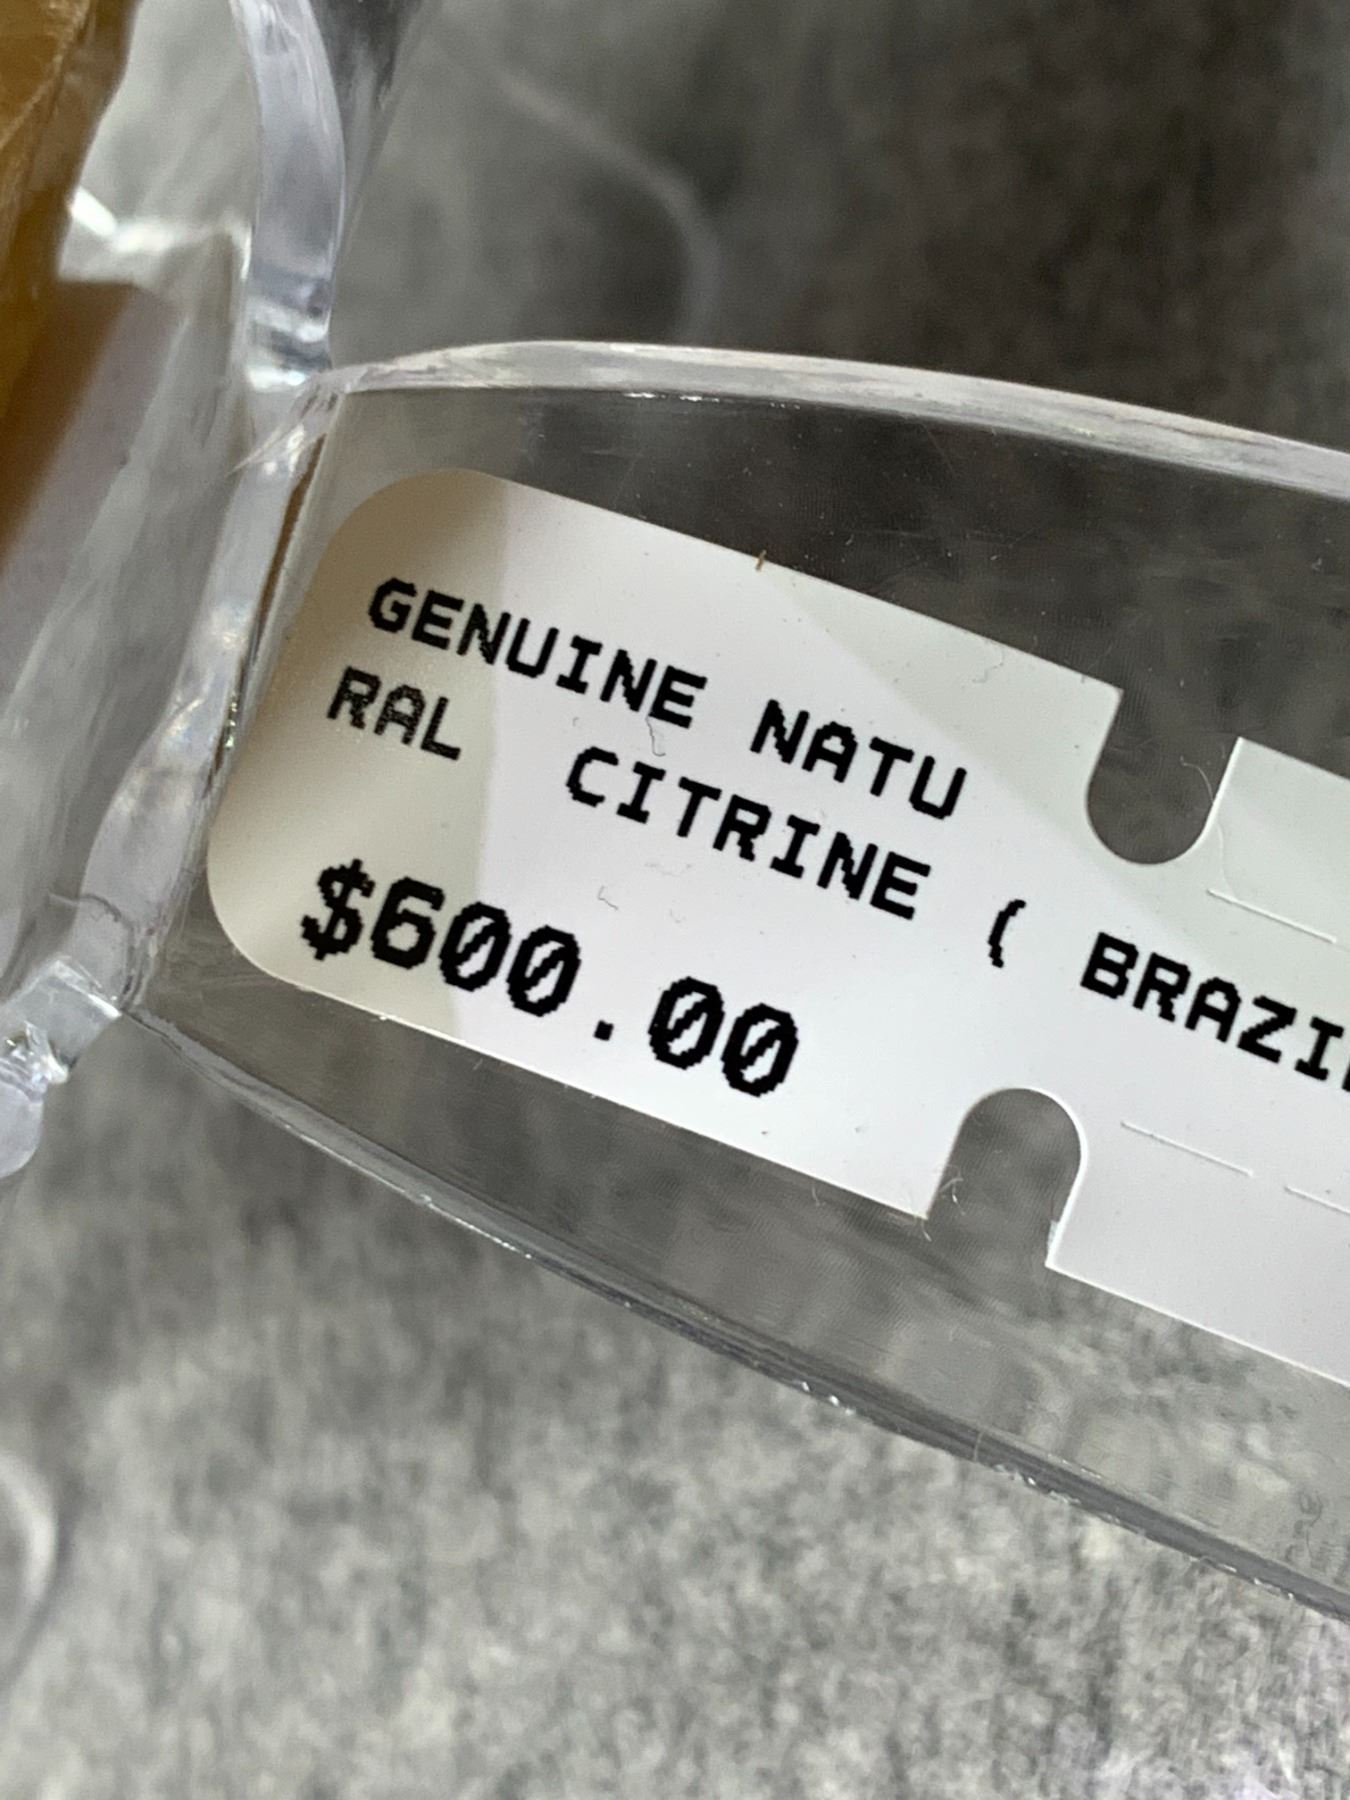 GENUINE NATU
RAL CITRINE ( BRAZI
$600.00